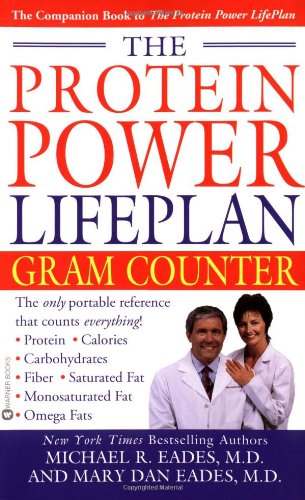 The Companion Book to The Protein Power LifePlan
THE
PROTEIN
POWER
LIFEPLAN
GRAM COUNTER
The only portable reference
that counts everything!
• Protein • Calories
• Carbohydrates
• Fiber • Saturated Fat
• Monosaturated Fat
• Omega Fats
WARNER BOOKS
New York Times Bestselling Authors
MICHAEL R. EADES, M.D.
AND MARY DAN EADES, M.D.